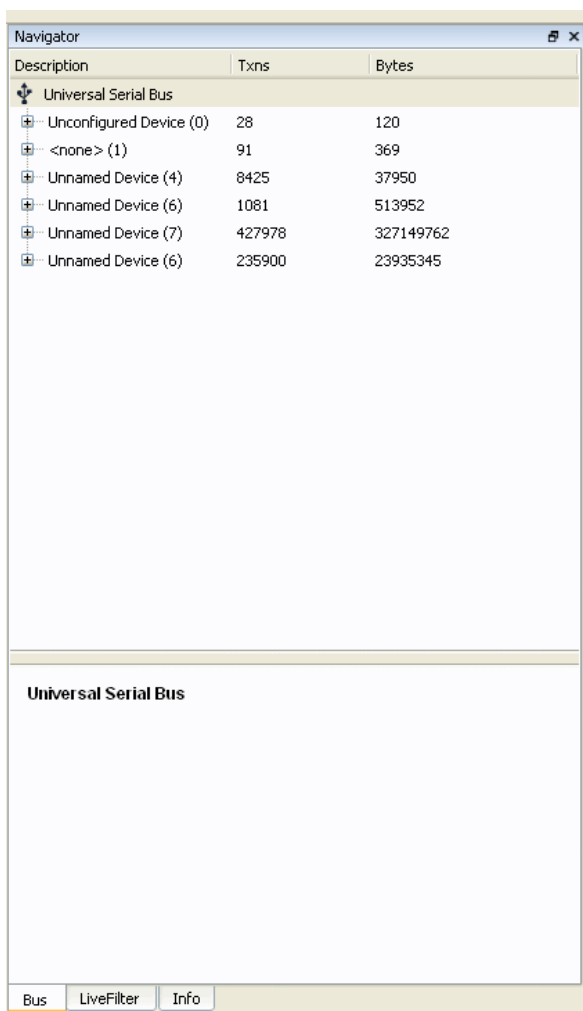 Navigator
Description Txns Bytes
Universal Serial Bus
Unconfigured Device (0) 28 120
<none> (1) 91 369
Unnamed Device (4) 8425 37950
Unnamed Device (6) 1081 513952
Unnamed Device (7) 427978 327149762
Unnamed Device (6) 235900 23935345
Universal Serial Bus
Bus LiveFilter Info